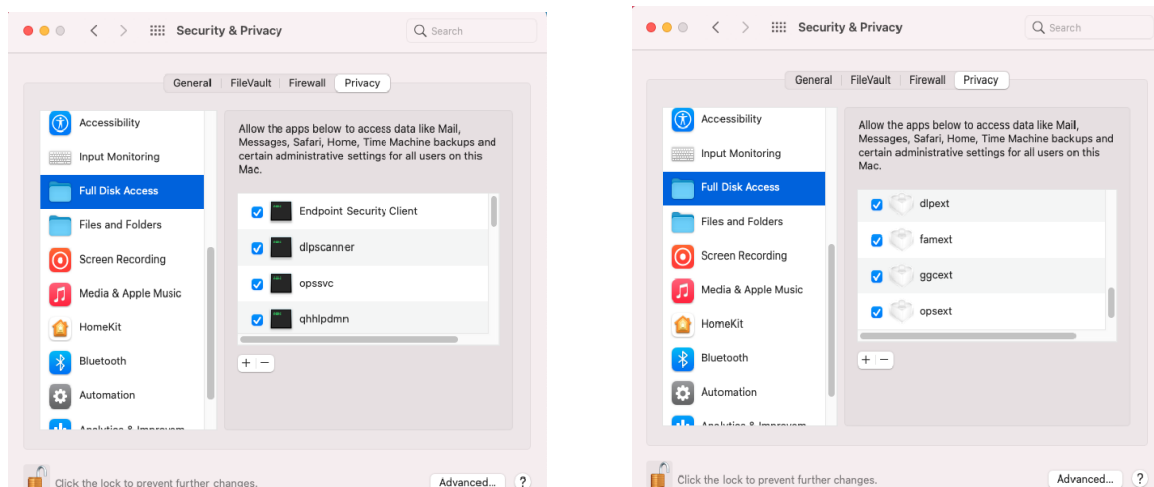 Security & Privacy
Search
General
FileVault
Firewall
Privacy
Accessibility
Input Monitoring
Full Disk Access
Files and Folders
Screen Recording
Media & Apple Music
HomeKit
Bluetooth
Automation
Analytics & Improvem
Allow the apps below to access data like Mail,
Messages, Safari, Home, Time Machine backups and
certain administrative settings for all users on this
Mac.
Endpoint Security Client
dlpscanner
opssvc
qhhlpdmn
+ −
Click the lock to prevent further changes.
Advanced...
?
Security & Privacy
Search
General
FileVault
Firewall
Privacy
Accessibility
Input Monitoring
Full Disk Access
Files and Folders
Screen Recording
Media & Apple Music
HomeKit
Bluetooth
Automation
Analytics & Improvem
Allow the apps below to access data like Mail,
Messages, Safari, Home, Time Machine backups and
certain administrative settings for all users on this
Mac.
dlpext
famext
ggcext
opsext
+ −
Click the lock to prevent further changes.
Advanced...
?